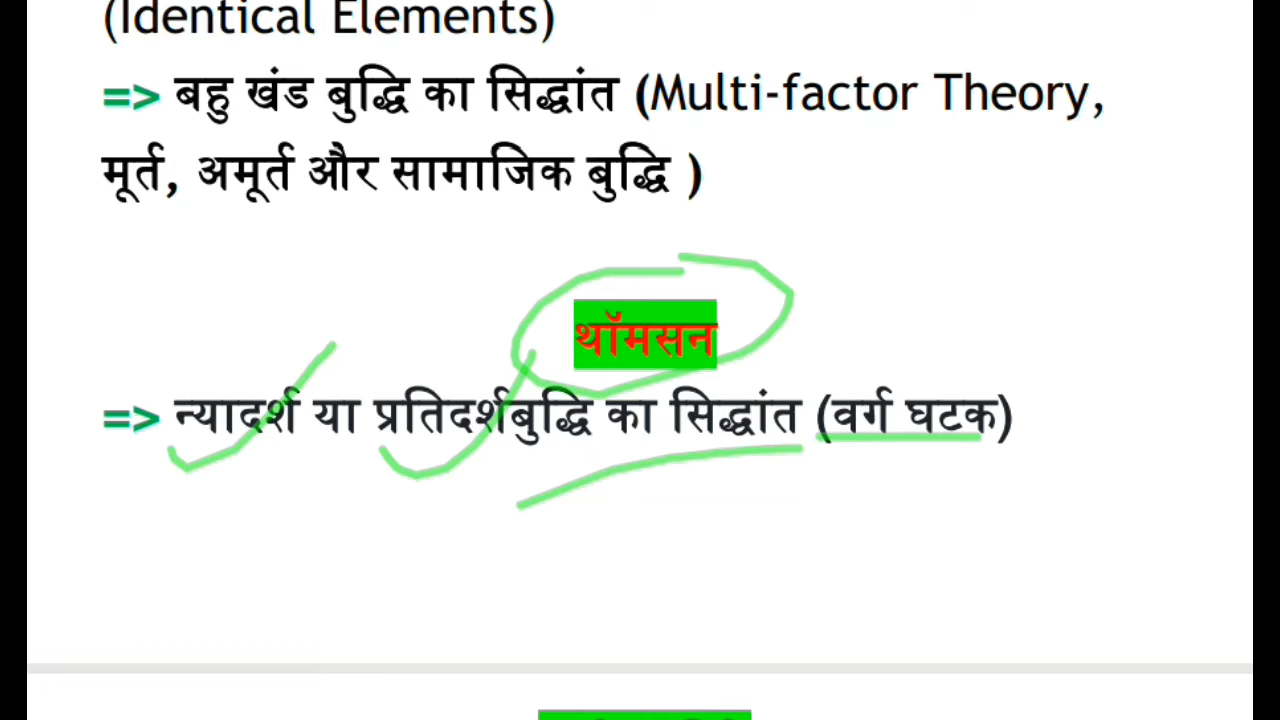 (Identical Elements)
=> बहु खंड बुद्धि का सिद्धांत (Multi-factor Theory,
मूर्त, अमूर्त और सामाजिक बुद्धि )
थॉमसन
=> न्यादर्श या प्रतिदर्शबुद्धि का सिद्धांत (वर्ग घटक)